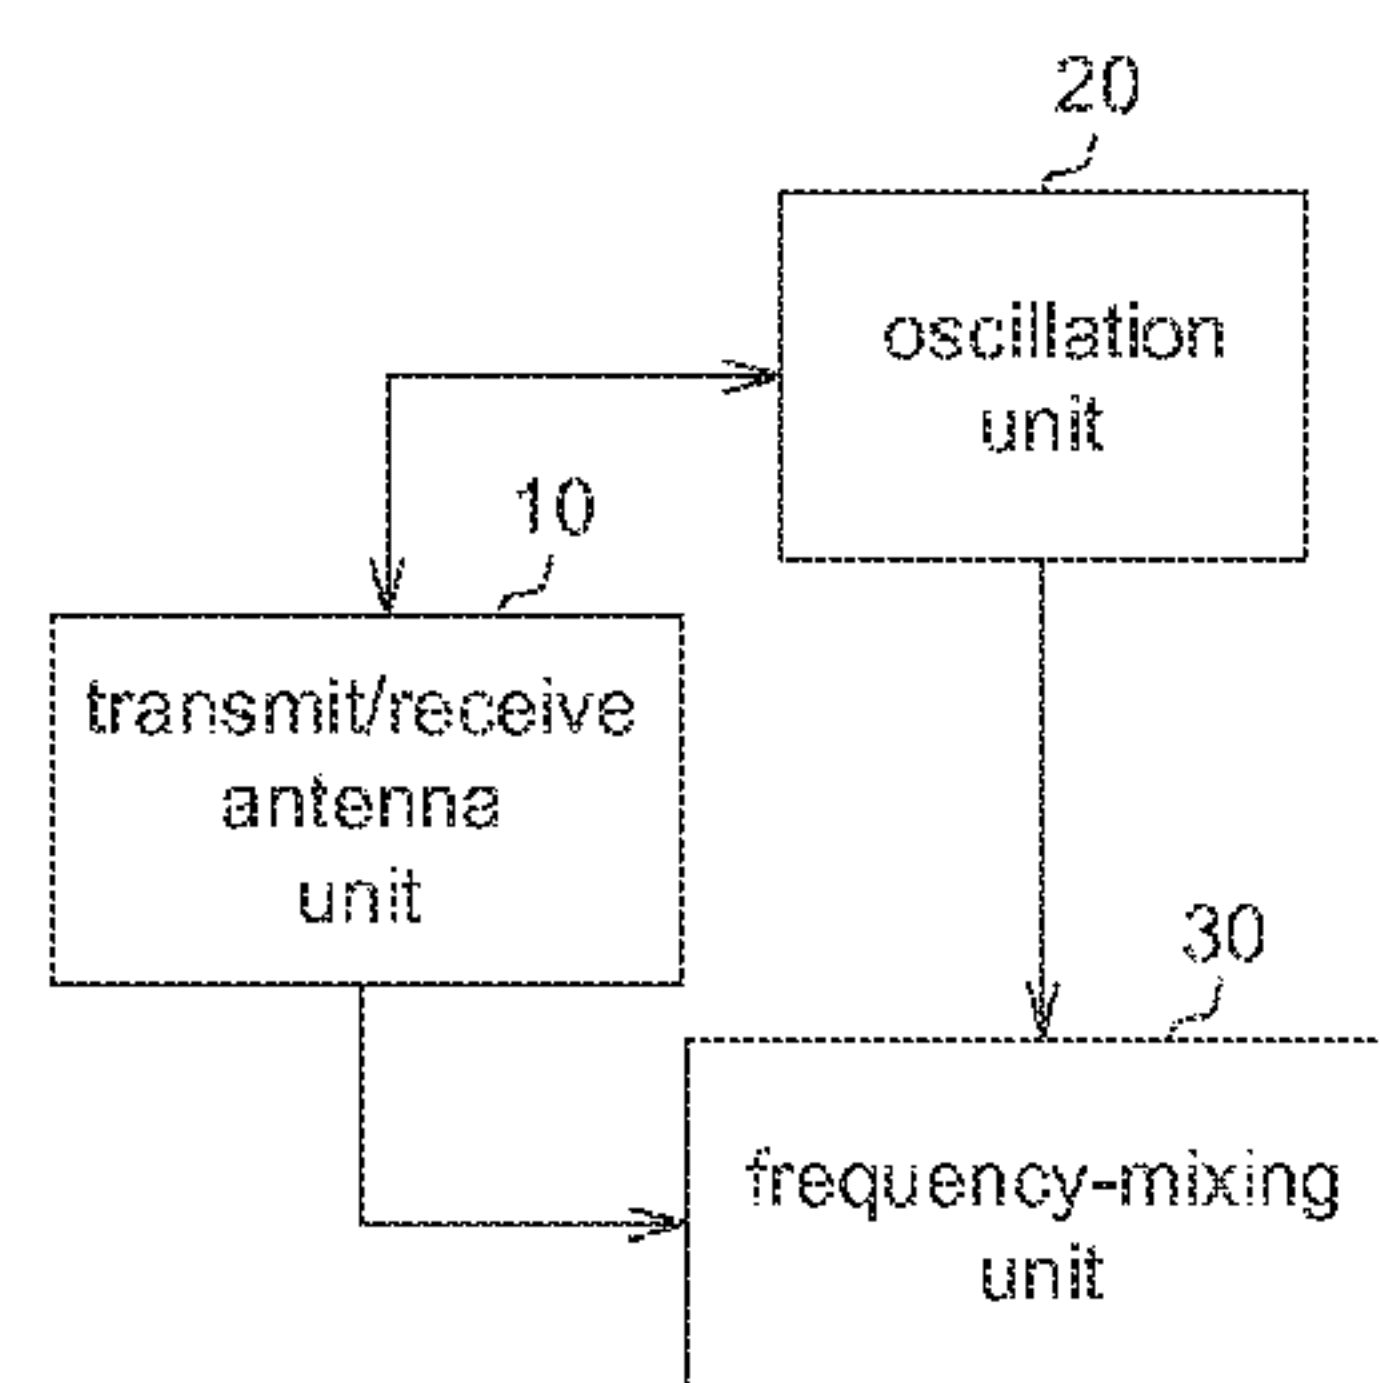 20
oscillation
unit
10
transmit/receive
antenna
unit
30
frequency-mixing
unit